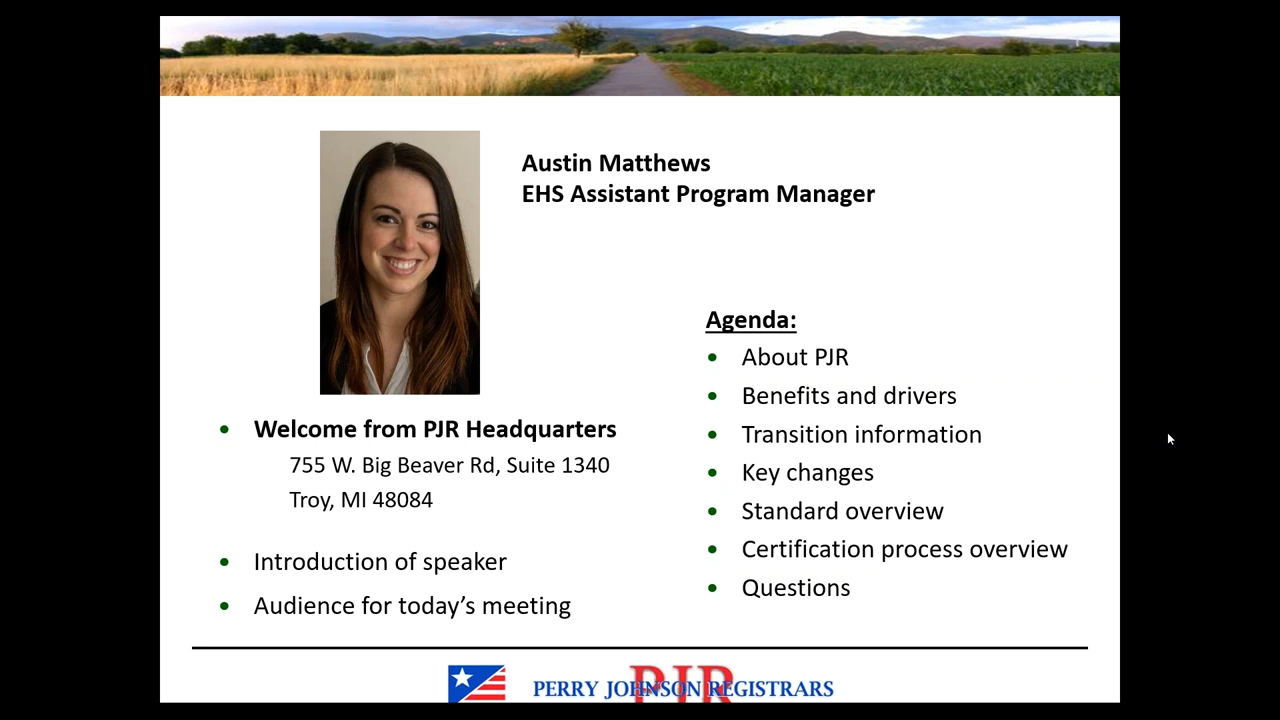 Austin Matthews
EHS Assistant Program Manager
Agenda:
• About PJR
• Benefits and drivers
• Transition information
• Key changes
• Standard overview
• Certification process overview
• Questions
• Welcome from PJR Headquarters
755 W. Big Beaver Rd, Suite 1340
Troy, MI 48084
• Introduction of speaker
• Audience for today’s meeting
PJR
PERRY JOHNSON REGISTRARS